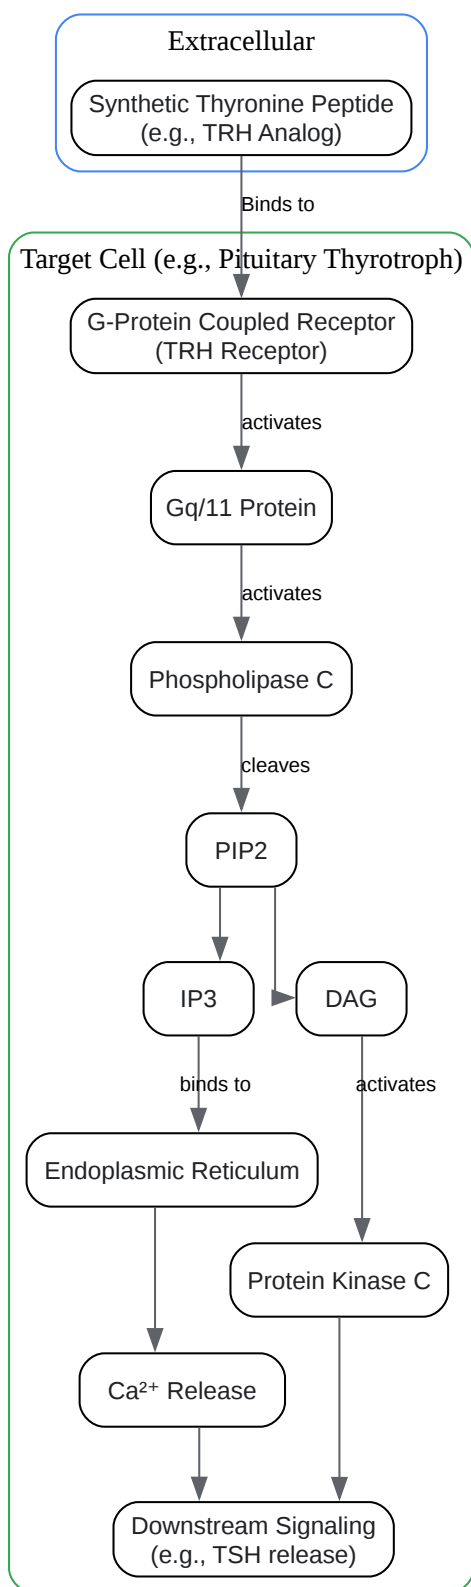 Extracellular
Synthetic Thyronine Peptide
(e.g., TRH Analog)
Binds to
Target Cell (e.g., Pituitary Thyrotroph)
G-Protein Coupled Receptor
(TRH Receptor)
activates
Gq/11 Protein
activates
Phospholipase C
cleaves
PIP2
IP3
DAG
binds to
activates
Endoplasmic Reticulum
Protein Kinase C
Ca²⁺ Release
Downstream Signaling
(e.g., TSH release)